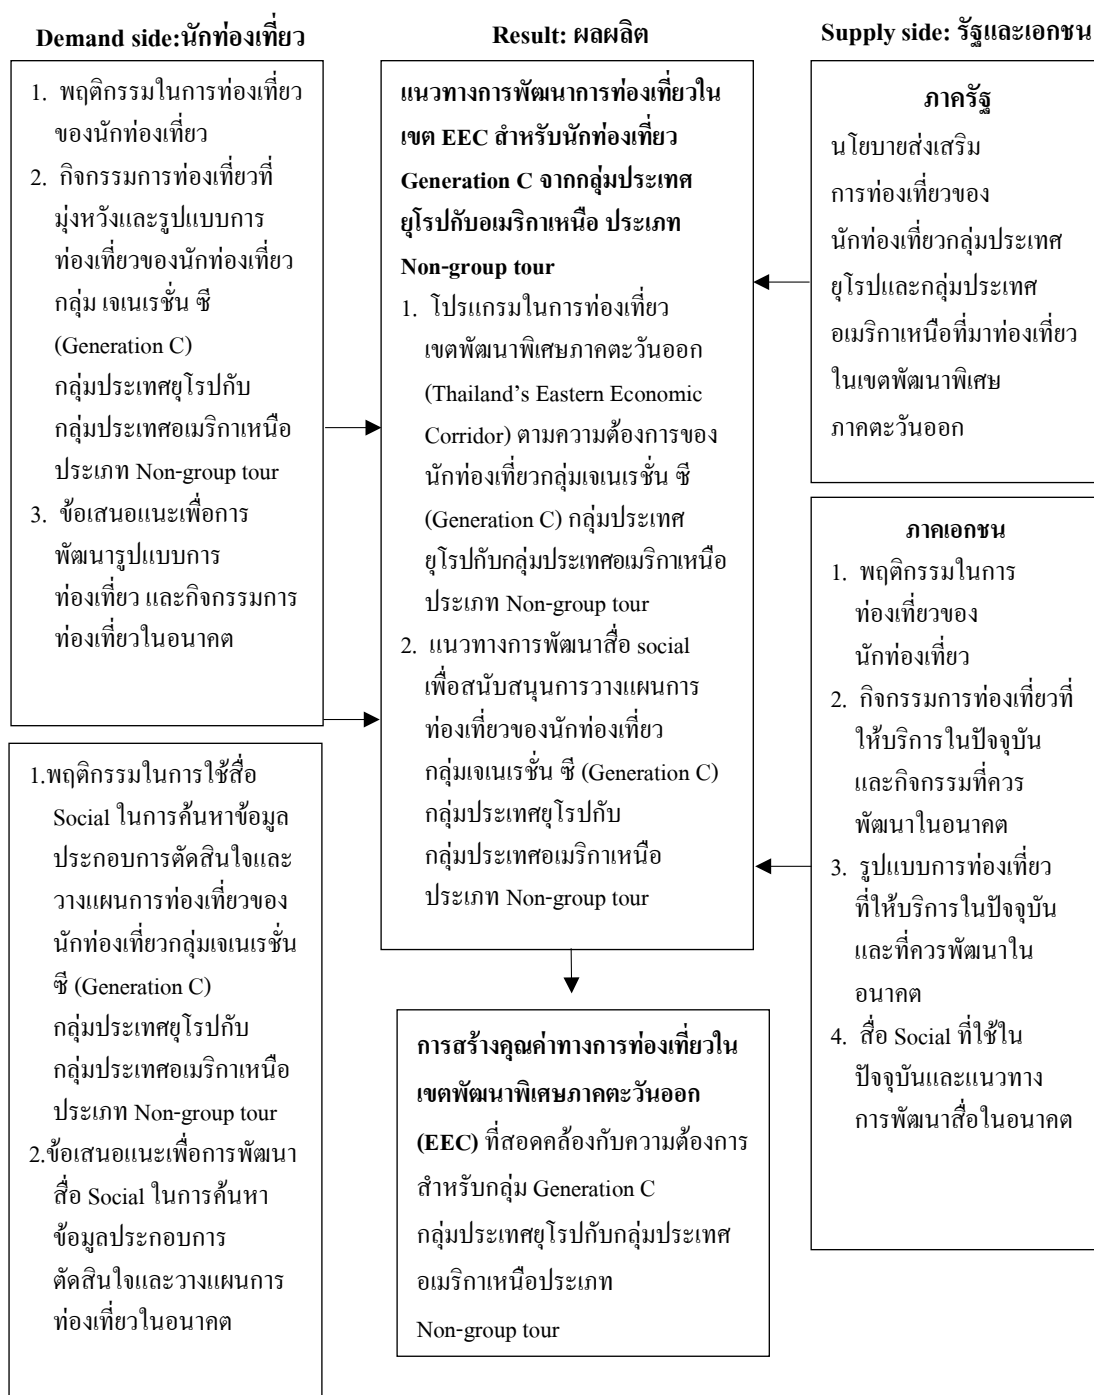 Demand side:นักท่องเที่ยว
1. พฤติกรรมในการท่องเที่ยว
ของนักท่องเที่ยว
2. กิจกรรมการท่องเที่ยวที่
มุ่งหวังและรูปแบบการ
ท่องเที่ยวของนักท่องเที่ยว
กลุ่ม เจเนเรชั่น ซี
(Generation C)
กลุ่มประเทศยุโรปกับ
กลุ่มประเทศอเมริกาเหนือ
ประเภท Non-group tour
3. ข้อเสนอแนะเพื่อการ
พัฒนารูปแบบการ
ท่องเที่ยว และกิจกรรมการ
ท่องเที่ยวในอนาคต
1.พฤติกรรมในการใช้สื่อ
Social ในการค้นหาข้อมูล
ประกอบการตัดสินใจและ
วางแผนการท่องเที่ยวของ
นักท่องเที่ยวกลุ่มเจเนเรชั่น
ซี (Generation C)
กลุ่มประเทศยุโรปกับ
กลุ่มประเทศอเมริกาเหนือ
ประเภท Non-group tour
2.ข้อเสนอแนะเพื่อการพัฒนา
สื่อ Social ในการค้นหา
ข้อมูลประกอบการ
ตัดสินใจและวางแผนการ
ท่องเที่ยวในอนาคต
Result: ผลผลิต
แนวทางการพัฒนาการท่องเที่ยวใน
เขต EEC สำหรับนักท่องเที่ยว
Generation C จากกลุ่มประเทศ
ยุโรปกับอเมริกาเหนือ ประเภท
Non-group tour
1. โปรแกรมในการท่องเที่ยว
เขตพัฒนาพิเศษภาคตะวันออก
(Thailand’s Eastern Economic
Corridor) ตามความต้องการของ
นักท่องเที่ยวกลุ่มเจเนเรชั่น ซี
(Generation C) กลุ่มประเทศ
ยุโรปกับกลุ่มประเทศอเมริกาเหนือ
ประเภท Non-group tour
2. แนวทางการพัฒนาสื่อ social
เพื่อสนับสนุนการวางแผนการ
ท่องเที่ยวของนักท่องเที่ยว
กลุ่มเจเนเรชั่น ซี (Generation C)
กลุ่มประเทศยุโรปกับ
กลุ่มประเทศอเมริกาเหนือ
ประเภท Non-group tour
การสร้างคุณค่าทางการท่องเที่ยวใน
เขตพัฒนาพิเศษภาคตะวันออก
(EEC) ที่สอดคล้องกับความต้องการ
สำหรับกลุ่ม Generation C
กลุ่มประเทศยุโรปกับกลุ่มประเทศ
อเมริกาเหนือประเภท
Non-group tour
Supply side: รัฐและเอกชน
ภาครัฐ
นโยบายส่งเสริม
การท่องเที่ยวของ
นักท่องเที่ยวกลุ่มประเทศ
ยุโรปและกลุ่มประเทศ
อเมริกาเหนือที่มาท่องเที่ยว
ในเขตพัฒนาพิเศษ
ภาคตะวันออก
ภาคเอกชน
1. พฤติกรรมในการ
ท่องเที่ยวของ
นักท่องเที่ยว
2. กิจกรรมการท่องเที่ยวที่
ให้บริการในปัจจุบัน
และกิจกรรมที่ควร
พัฒนาในอนาคต
3. รูปแบบการท่องเที่ยว
ที่ให้บริการในปัจจุบัน
และที่ควรพัฒนาใน
อนาคต
4. สื่อ Social ที่ใช้ใน
ปัจจุบันและแนวทาง
การพัฒนาสื่อในอนาคต